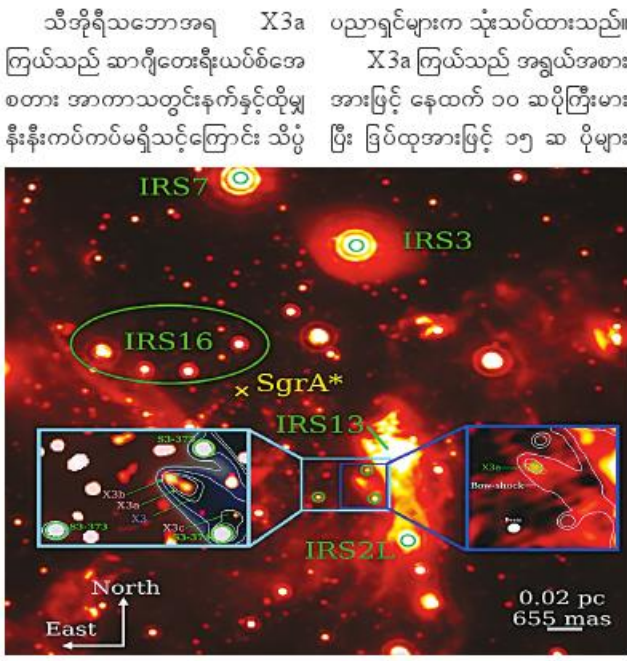 သီအိုရီသဘောအရ X3a
ကြယ်သည် ဆာဂျီတေးရီးယပ်စ်အေ
စတား အာကာသတွင်းနက်နှင့်ထိုမျှ
နီးနီးကပ်ကပ်မရှိသင့်ကြောင်း သိပ္ပံ
ပညာရှင်များက သုံးသပ်ထားသည်။
X3a ကြယ်သည် အရွယ်အစား
အားဖြင့် နေထက် ၁၀ ဆပိုကြီးမား
ပြီး ဒြပ်ထုအားဖြင့် ၁၅ ဆ ပိုများ
IRS7
IRS3
IRS16
SgrA*
IRS13
S3-373
X3b
X3a
X3
X3c
S3-373
X3a
Bow-shock
IRS2L
North
East
0.02 pc
655 mas